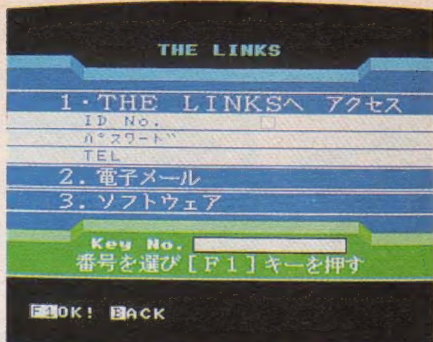 THE LINKS
1・THE LINKSへ アクセス
ID No.
パスワード
TEL
2. 電子メール
3. ソフトウェア
Key No.
番号を選び[F1]キーを押す
F1OK! BACK